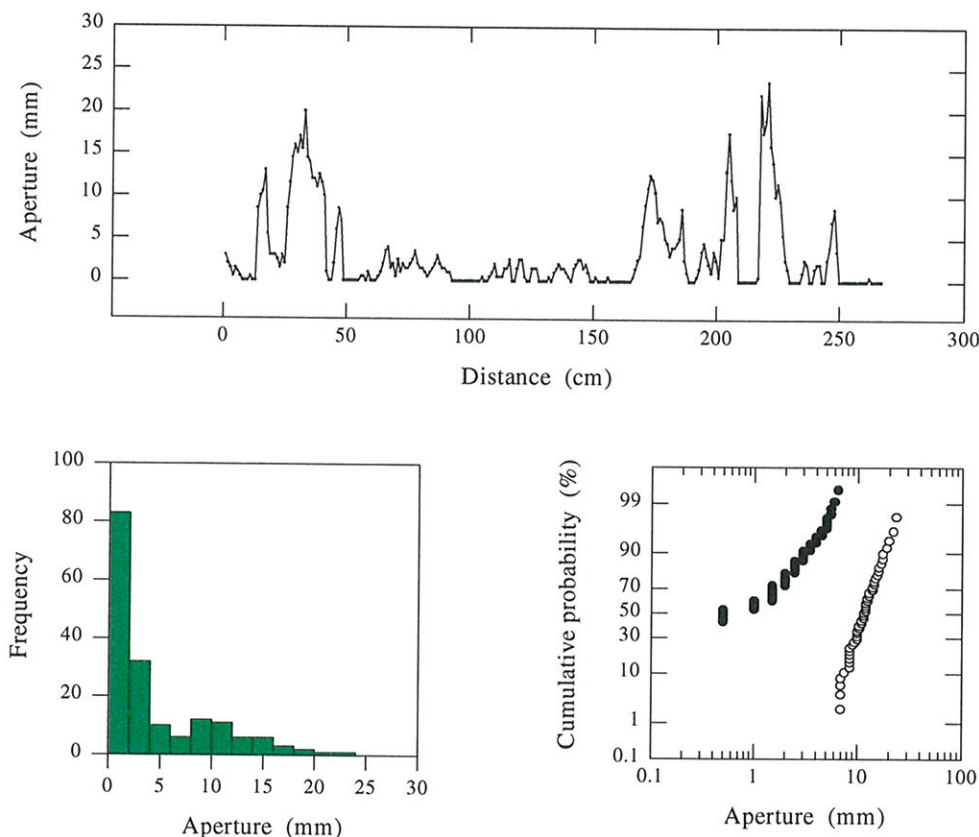 30
25
20
15
10
5
0
Aperture (mm)
0 50 100 150 200 250 300
Distance (cm)
100
80
60
40
20
0
Frequency
0 5 10 15 20 25 30
Aperture (mm)
Cumulative probability (%)
99
90
70
50
30
10
1
0.1
0.1 1 10 100
Aperture (mm)